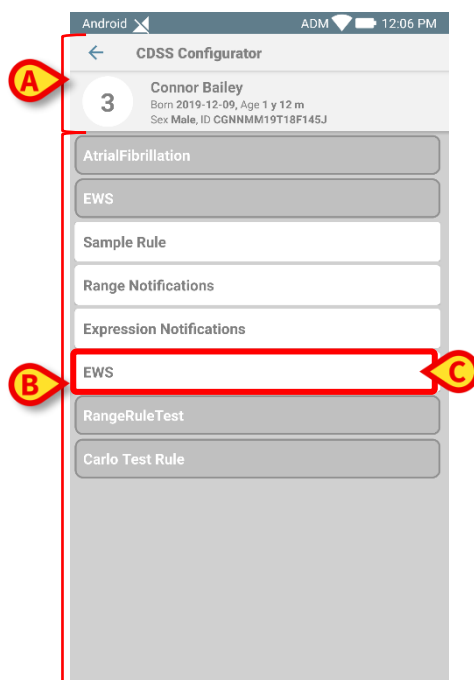 Android ADM 12:06 PM
CDSS Configurator
A
3
Connor Bailey
Born 2019-12-09, Age 1 y 12 m
Sex Male, ID CGNNMM19T18F145J
AtrialFibrillation
EWS
Sample Rule
Range Notifications
Expression Notifications
B
EWS
C
RangeRuleTest
Carlo Test Rule